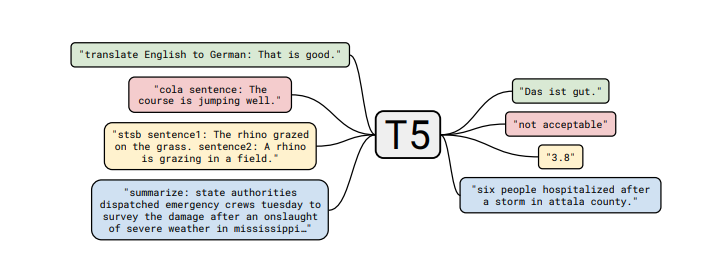 "translate English to German: That is good."
"cola sentence: The
course is jumping well."
"stsb sentence1: The rhino grazed
on the grass. sentence2: A rhino
is grazing in a field."
"summarize: state authorities
dispatched emergency crews tuesday to
survey the damage after an onslaught
of severe weather in mississippi…"
T5
"Das ist gut."
"not acceptable"
"3.8"
"six people hospitalized after
a storm in attala county."